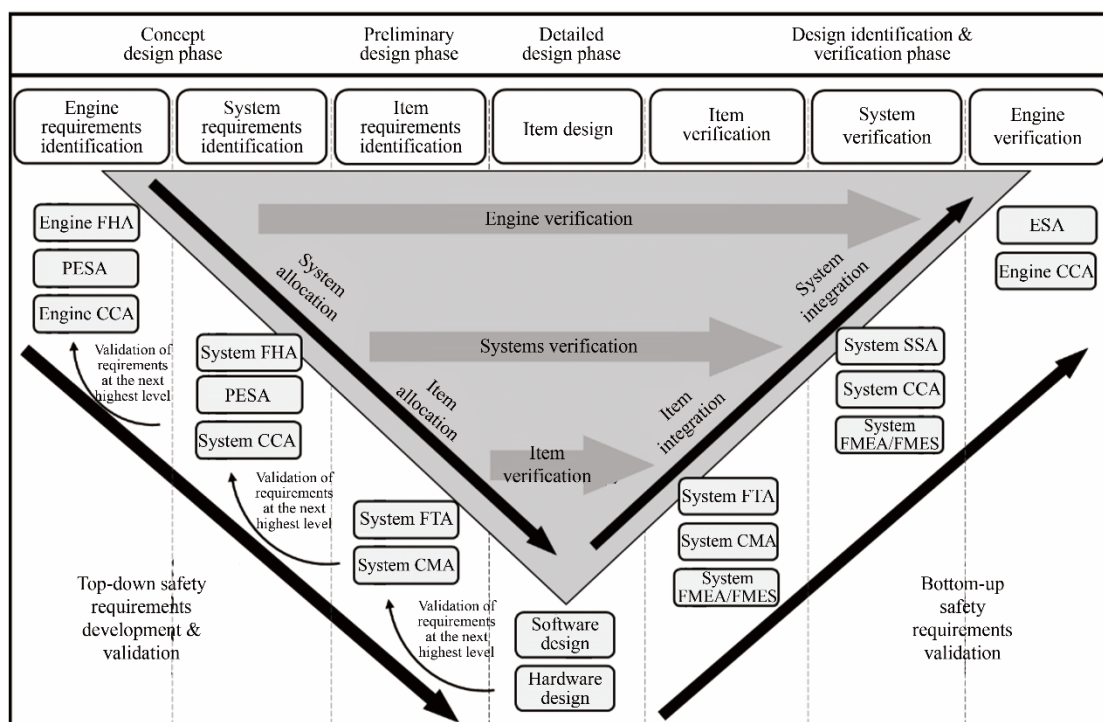 Concept
design phase
Preliminary
design phase
Detailed
design phase
Design identification &
verification phase
Engine
requirements
identification
System
requirements
identification
Item
requirements
identification
Item design
Item
verification
System
verification
Engine
verification
Engine FHA
PESA
Engine CCA
Engine verification
ESA
Engine CCA
System
allocation
System
integration
Validation of
reqirements
at the next
highest level
System FHA
PESA
System CCA
Systems verification
System SSA
System CCA
System
FMEA/FMES
Item
allocation
Item
integration
Item
verification
Validation of
requirements
at the next
highest level
System FTA
System CMA
System FTA
System CMA
System
FMEA/FMES
Top-down safety
requirements
development &
validation
Validation of
requirements
at the next
highest level
Software
design
Hardware
design
Bottom-up
safety
requirements
validation